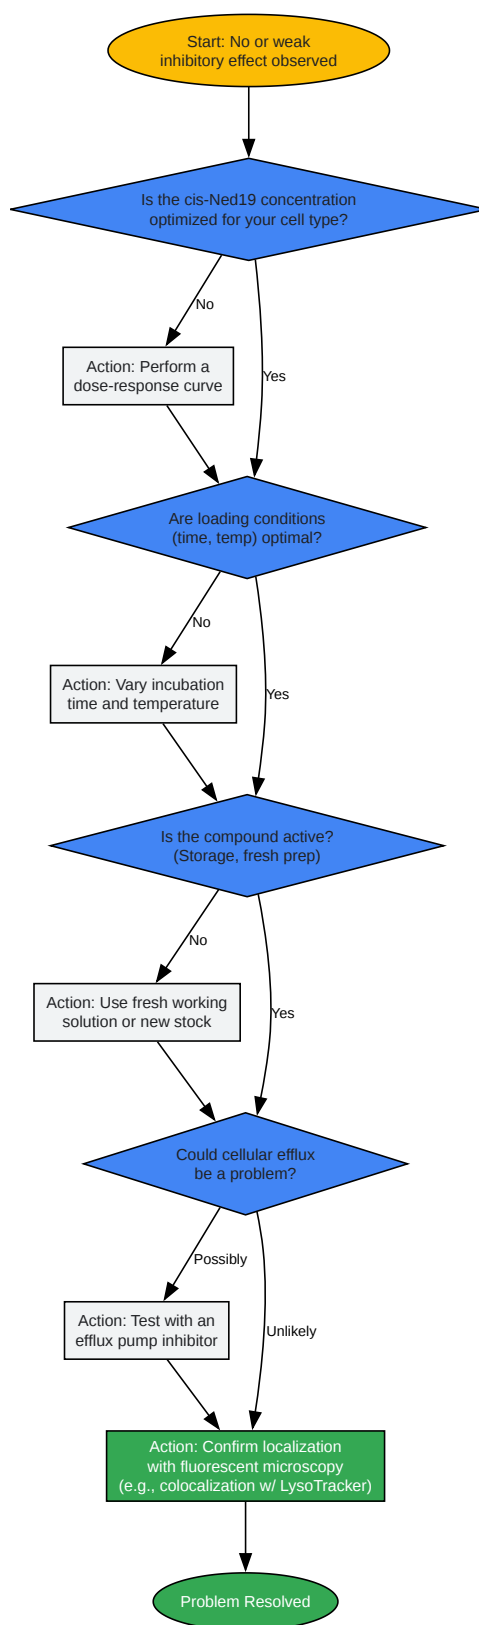 Start: No or weak
inhibitory effect observed
Is the cis-Ned19 concentration
optimized for your cell type?
No
Yes
Action: Perform a
dose-response curve
Are loading conditions
(time, temp) optimal?
No
Yes
Action: Vary incubation
time and temperature
Is the compound active?
(Storage, fresh prep)
No
Yes
Action: Use fresh working
solution or new stock
Could cellular efflux
be a problem?
Possibly
Unlikely
Action: Test with an
efflux pump inhibitor
Action: Confirm localization
with fluorescent microscopy
(e.g., colocalization w/ LysoTracker)
Problem Resolved